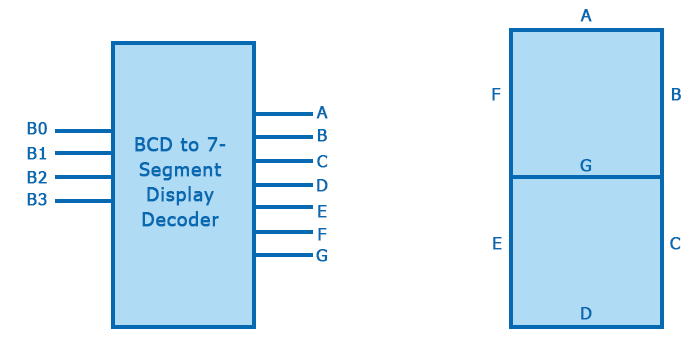 B0
B1
B2
B3
BCD to 7-
Segment
Display
Decoder
A
B
C
D
E
F
G
A
F
B
G
E
C
D